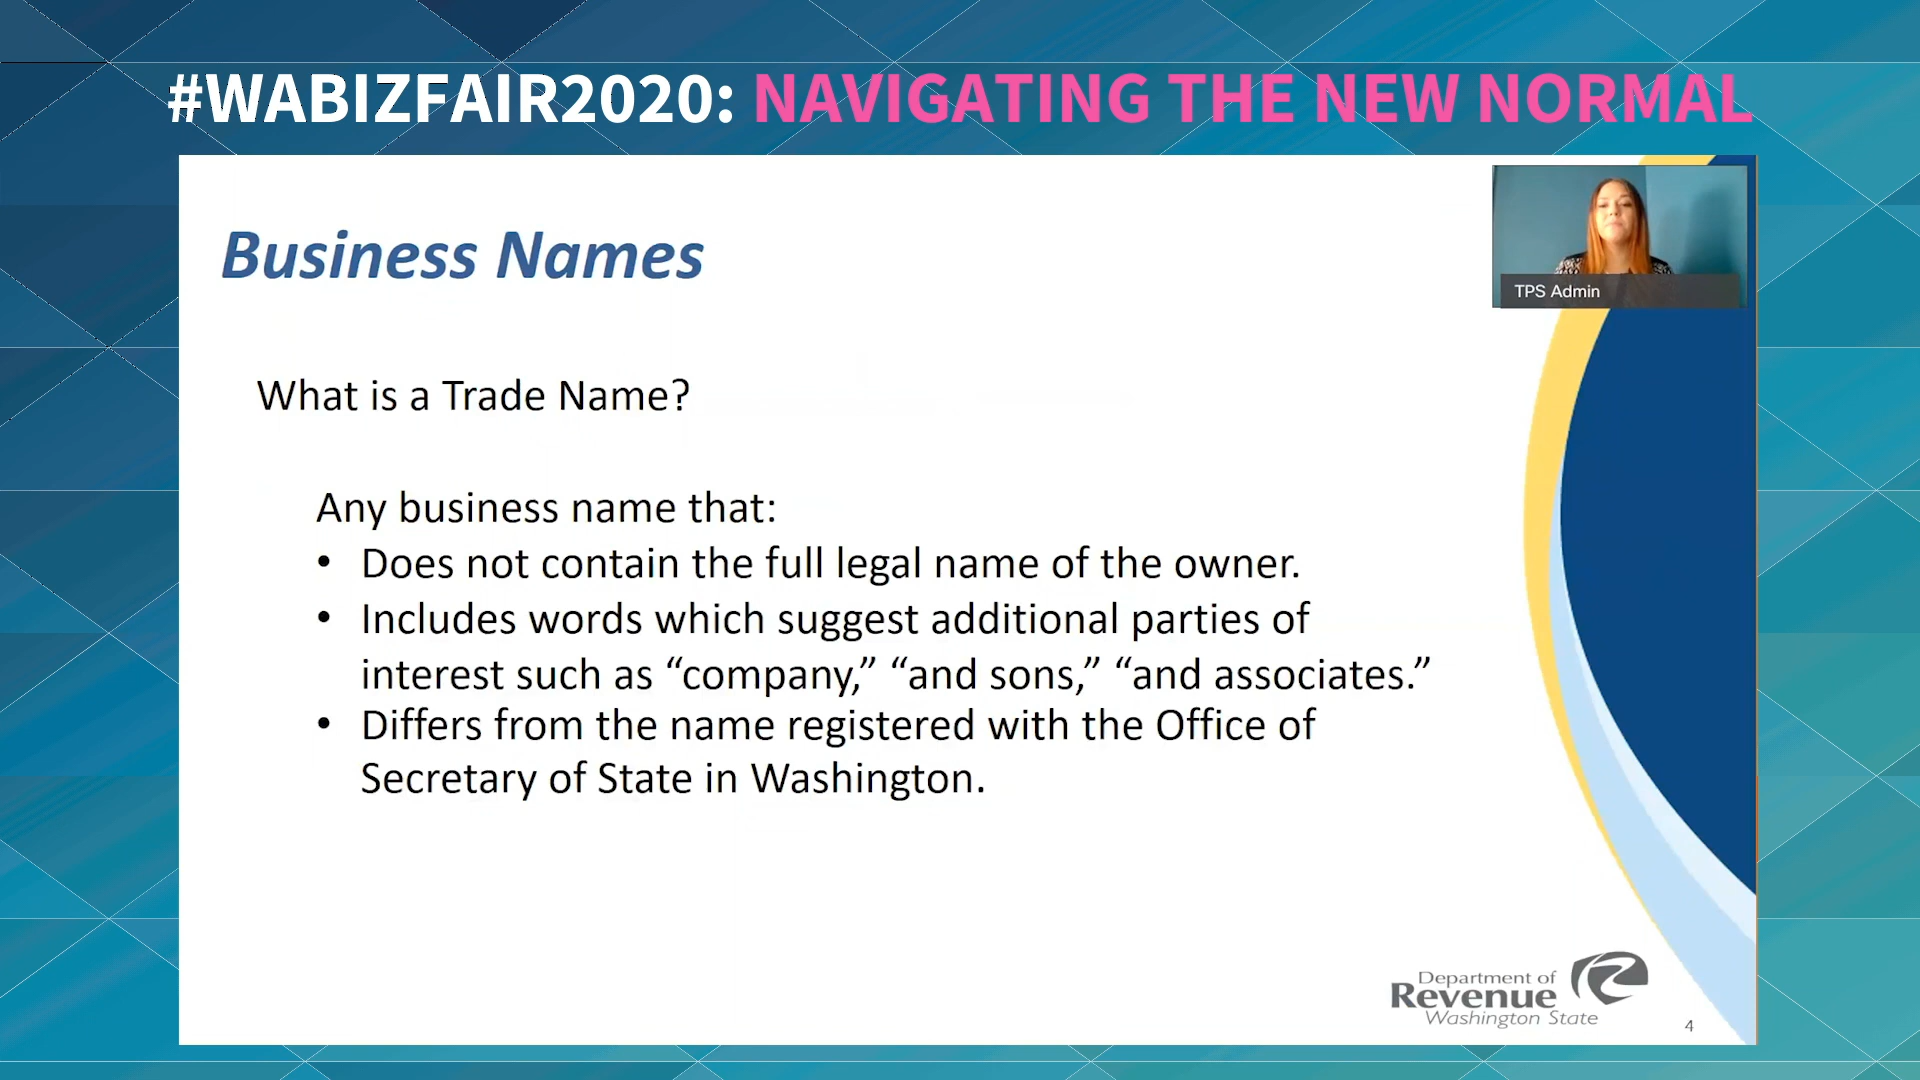 #WABIZFAIR2020: NAVIGATING THE NEW NORMAL
Business Names
TPS Admin
What is a Trade Name?
Any business name that:
• Does not contain the full legal name of the owner.
• Includes words which suggest additional parties of
interest such as “company,” “and sons,” “and associates.”
• Differs from the name registered with the Office of
Secretary of State in Washington.
Department of
Revenue
Washington State
4